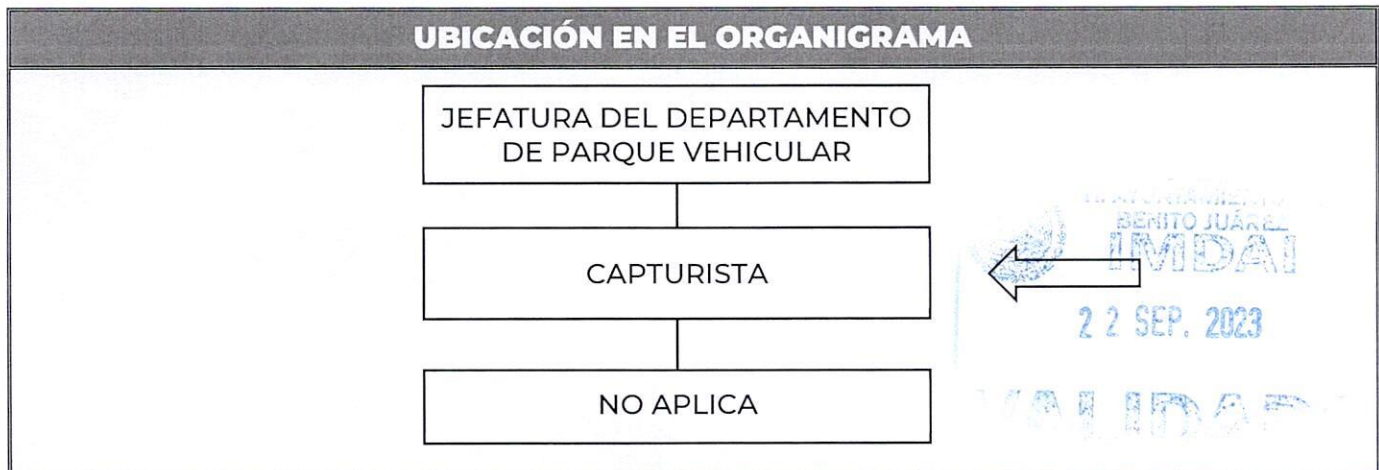 UBICACIÓN EN EL ORGANIGRAMA
JEFATURA DEL DEPARTAMENTO
DE PARQUE VEHICULAR
CAPTURISTA
NO APLICA
BENITO JUÁREZ
IMDAI
22 SEP. 2023